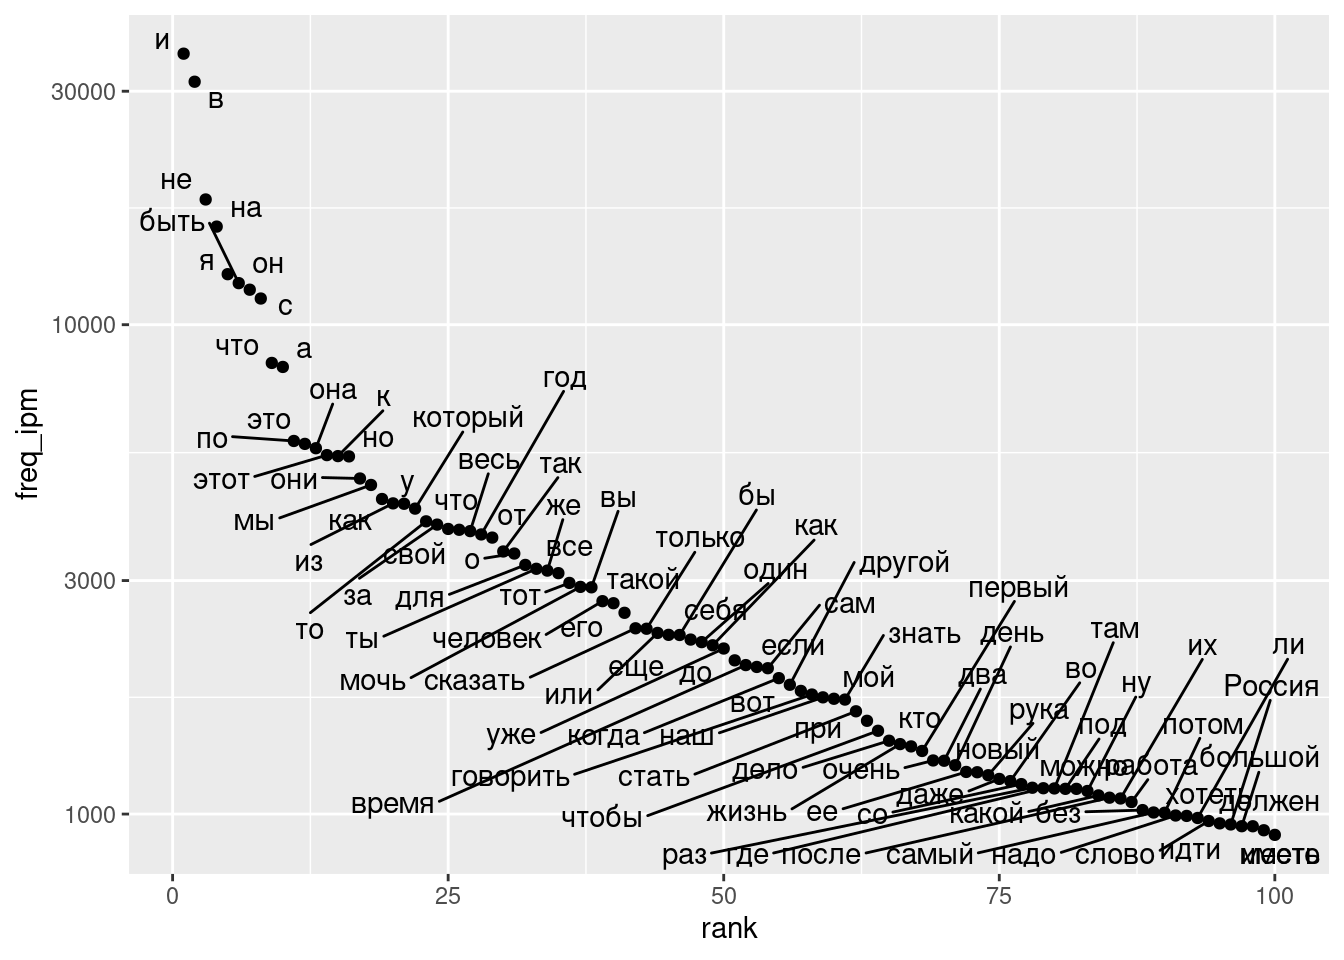 и
30000
в
не
на
быть
я
он
с
10000
что
а
она
к
год
это
который
по
но
этот
они
весь
так
у
мы
как
что
от
же
вы
бы
из
свой
о
все
только
как
за
для
тот
такой
один
другой
3000
то
ты
человек
его
себя
сам
первый
мочь
сказать
еще
до
если
знать
день
там
их
ли
или
вот
мой
два
во
ну
Россия
уже
когда
наш
при
кто
рука
под
потом
говорить
стать
дело
очень
новый
можно
работа
большой
время
чтобы
жизнь
ее
со
даже
какой
без
хотеть
должен
1000
раз
где
после
самый
надо
слово
идти
место
иметь
0
25
50
75
100
rank
freq_ipm